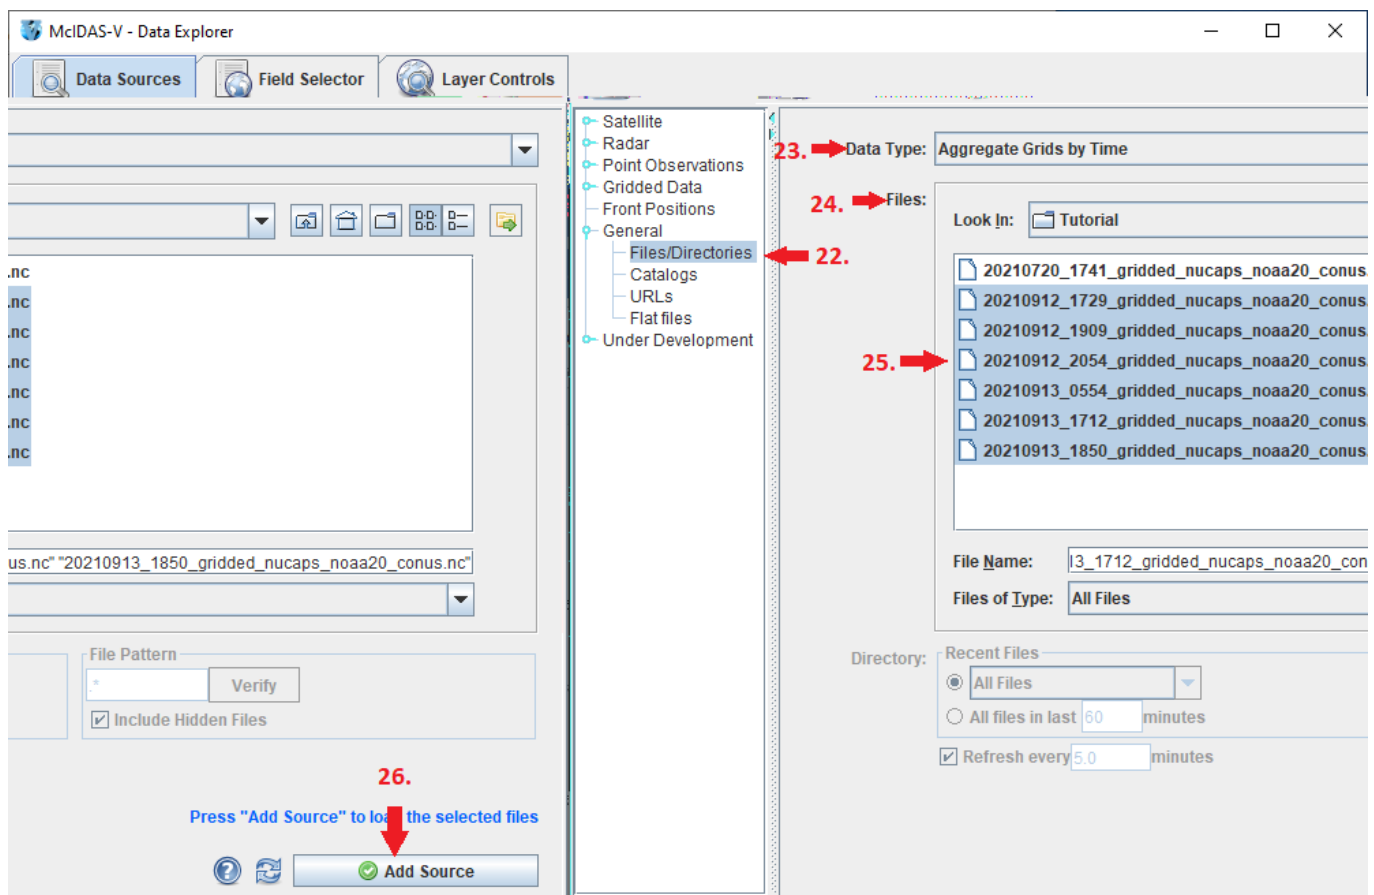 McIDAS-V - Data Explorer
Data Sources
Field Selector
Layer Controls
.nc
.nc
.nc
.nc
.nc
.nc
.nc
us.nc" "20210913_1850_gridded_nucaps_noaa20_conus.nc"
File Pattern
.*
Verify
Include Hidden Files
26.
Press "Add Source" to load the selected files
Add Source
Satellite
Radar
Point Observations
Gridded Data
Front Positions
General
Files/Directories
22.
Catalogs
URLs
Flat files
Under Development
23.
Data Type:
Aggregate Grids by Time
24.
Files:
Look In:
Tutorial
20210720_1741_gridded_nucaps_noaa20_conus.
20210912_1729_gridded_nucaps_noaa20_conus.
20210912_1909_gridded_nucaps_noaa20_conus.
25.
20210912_2054_gridded_nucaps_noaa20_conus.
20210913_0554_gridded_nucaps_noaa20_conus.
20210913_1712_gridded_nucaps_noaa20_conus.
20210913_1850_gridded_nucaps_noaa20_conus.
File Name:
l3_1712_gridded_nucaps_noaa20_con
Files of Type:
All Files
Directory:
Recent Files
All Files
All files in last 60 minutes
Refresh every 5.0 minutes